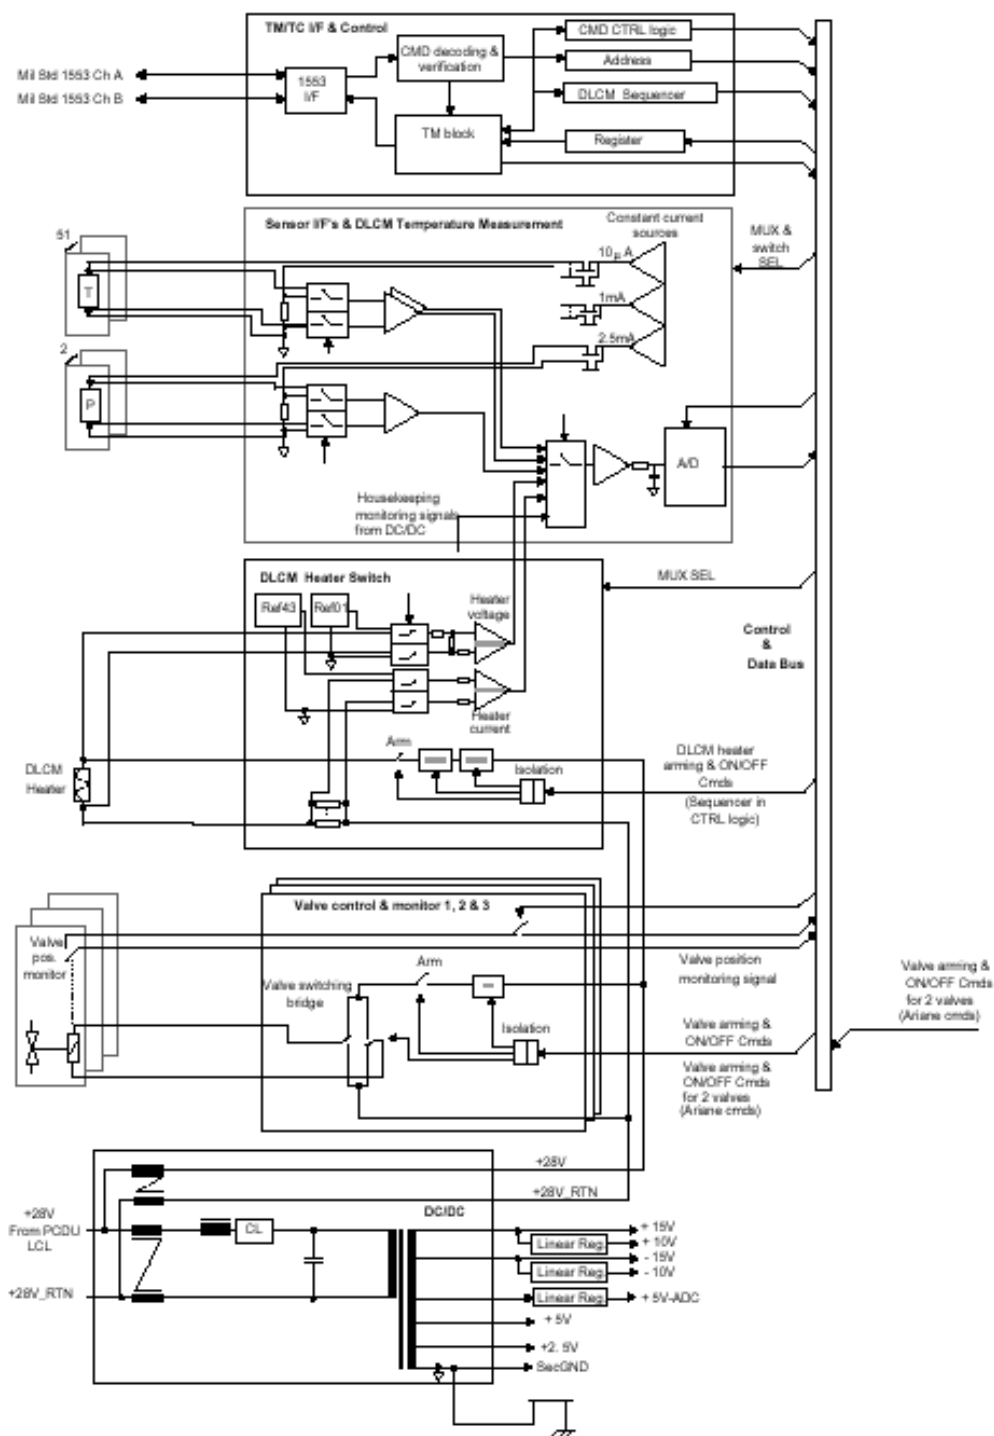 TM/TC I/F & Control
CMD CTRL logic
CMD decoding &
verification
Address
Mil Std 1553 Ch A
1553
I/F
DLCM Sequencer
Mil Std 1553 Ch B
TM block
Register
Sensor I/F's & DLCM Temperature Measurement
Constant current
sources
51
10μ A
MUX &
switch
SEL
T
1mA
2.5mA
2
P
A/D
Housekeeping
monitoring signals
from DC/DC
DLCM Heater Switch
MUX SEL
Ref43
Ref01
Heater
voltage
Control
&
Data Bus
Heater
current
Arm
DLCM
Heater
Isolation
DLCM heater
arming & ON/OFF
Cmds
(Sequencer in
CTRL logic)
Valve control & monitor 1, 2 & 3
Valve
pos.
monitor
Arm
Valve position
monitoring signal
Valve switching
bridge
Valve arming &
ON/OFF Cmds
for 2 valves
(Ariane cmds)
Isolation
Valve arming &
ON/OFF Cmds
Valve arming &
ON/OFF Cmds
for 2 valves
(Ariane cmds)
+28V
+28V_RTN
DC/DC
+28V
From PCDU
LCL
CL
+ 15V
Linear Reg.
+ 10V
- 15V
Linear Reg.
- 10V
+28V_RTN
Linear Reg.
+ 5V-ADC
+ 5V
+2. 5V
SecGND